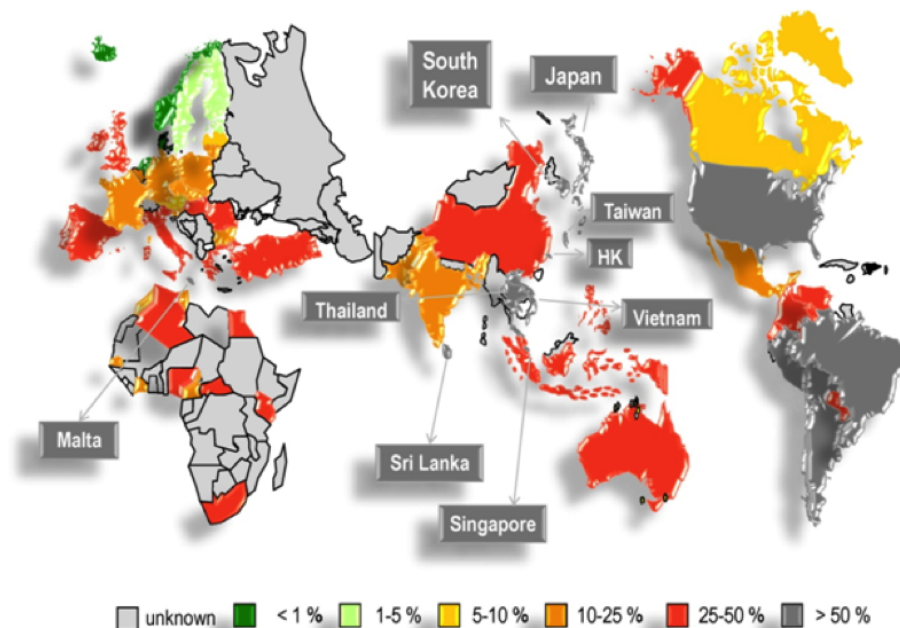 South
Korea
Japan
Taiwan
HK
Thailand
Vietnam
Malta
Sri Lanka
Singapore
unknown < 1 % 1-5 % 5-10 % 10-25% 25-50 % > 50 %